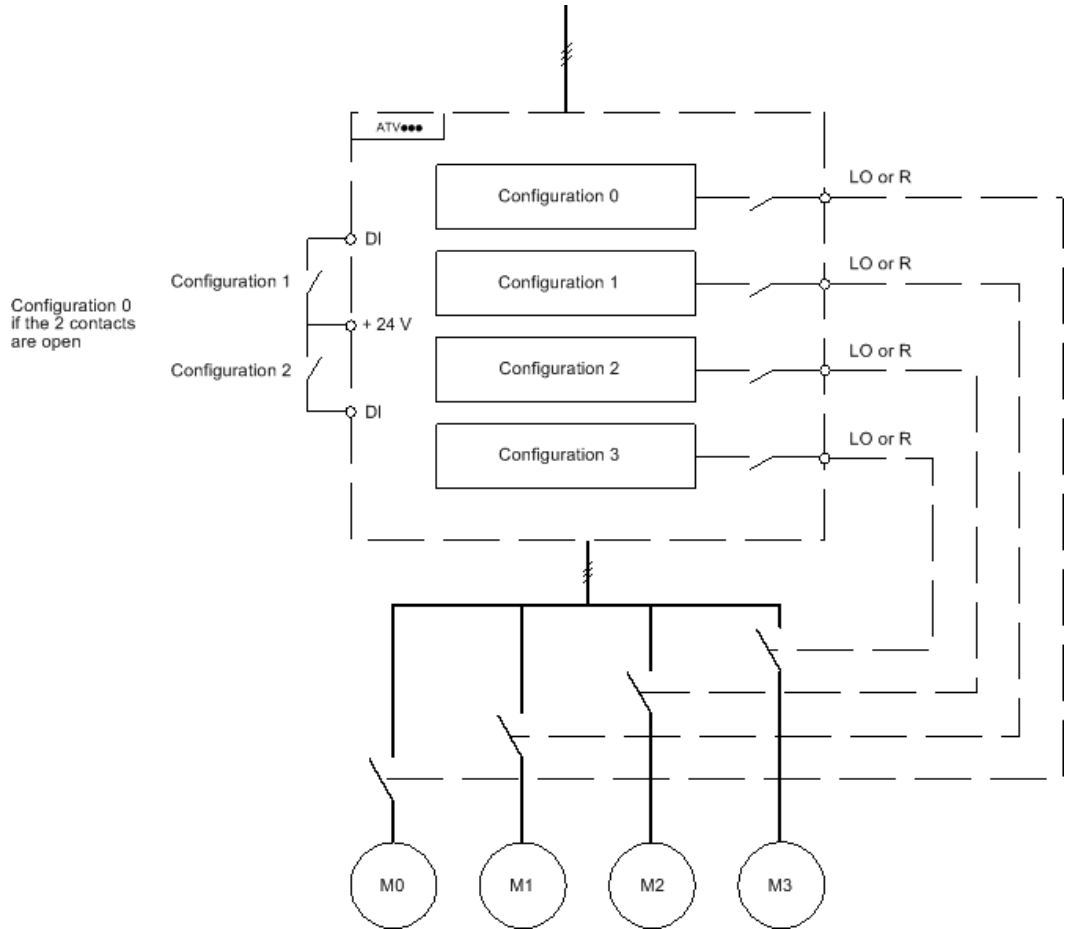 ATV●●●
Configuration 0
LO or R
DI
Configuration 1
LO or R
Configuration 1
Configuration 0
if the 2 contacts
are open
+ 24 V
Configuration 2
LO or R
Configuration 2
DI
Configuration 3
LO or R
M0
M1
M2
M3